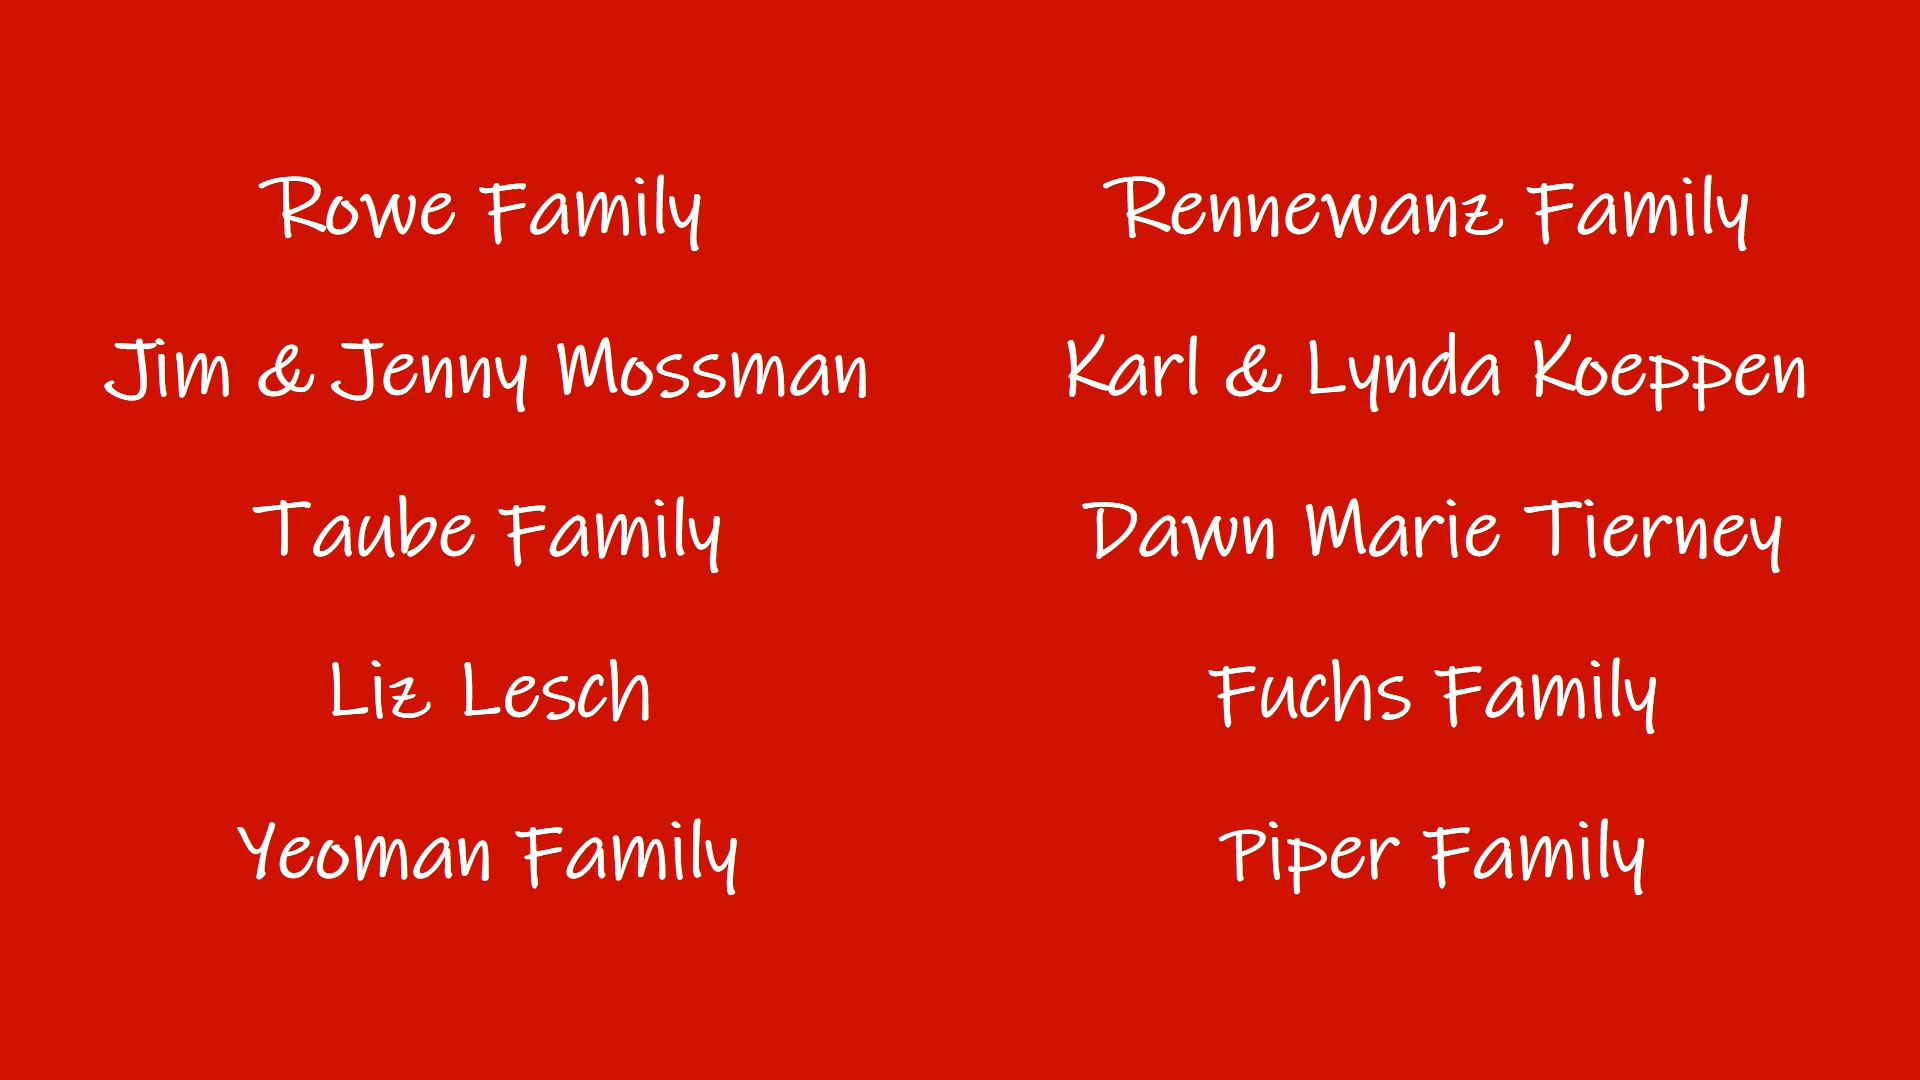 Rowe Family
Jim & Jenny Mossman
Taube Family
Liz Lesch
Yeoman Family
Rennewanz Family
Karl & Lynda Koeppen
Dawn Marie Tierney
Fuchs Family
Piper Family